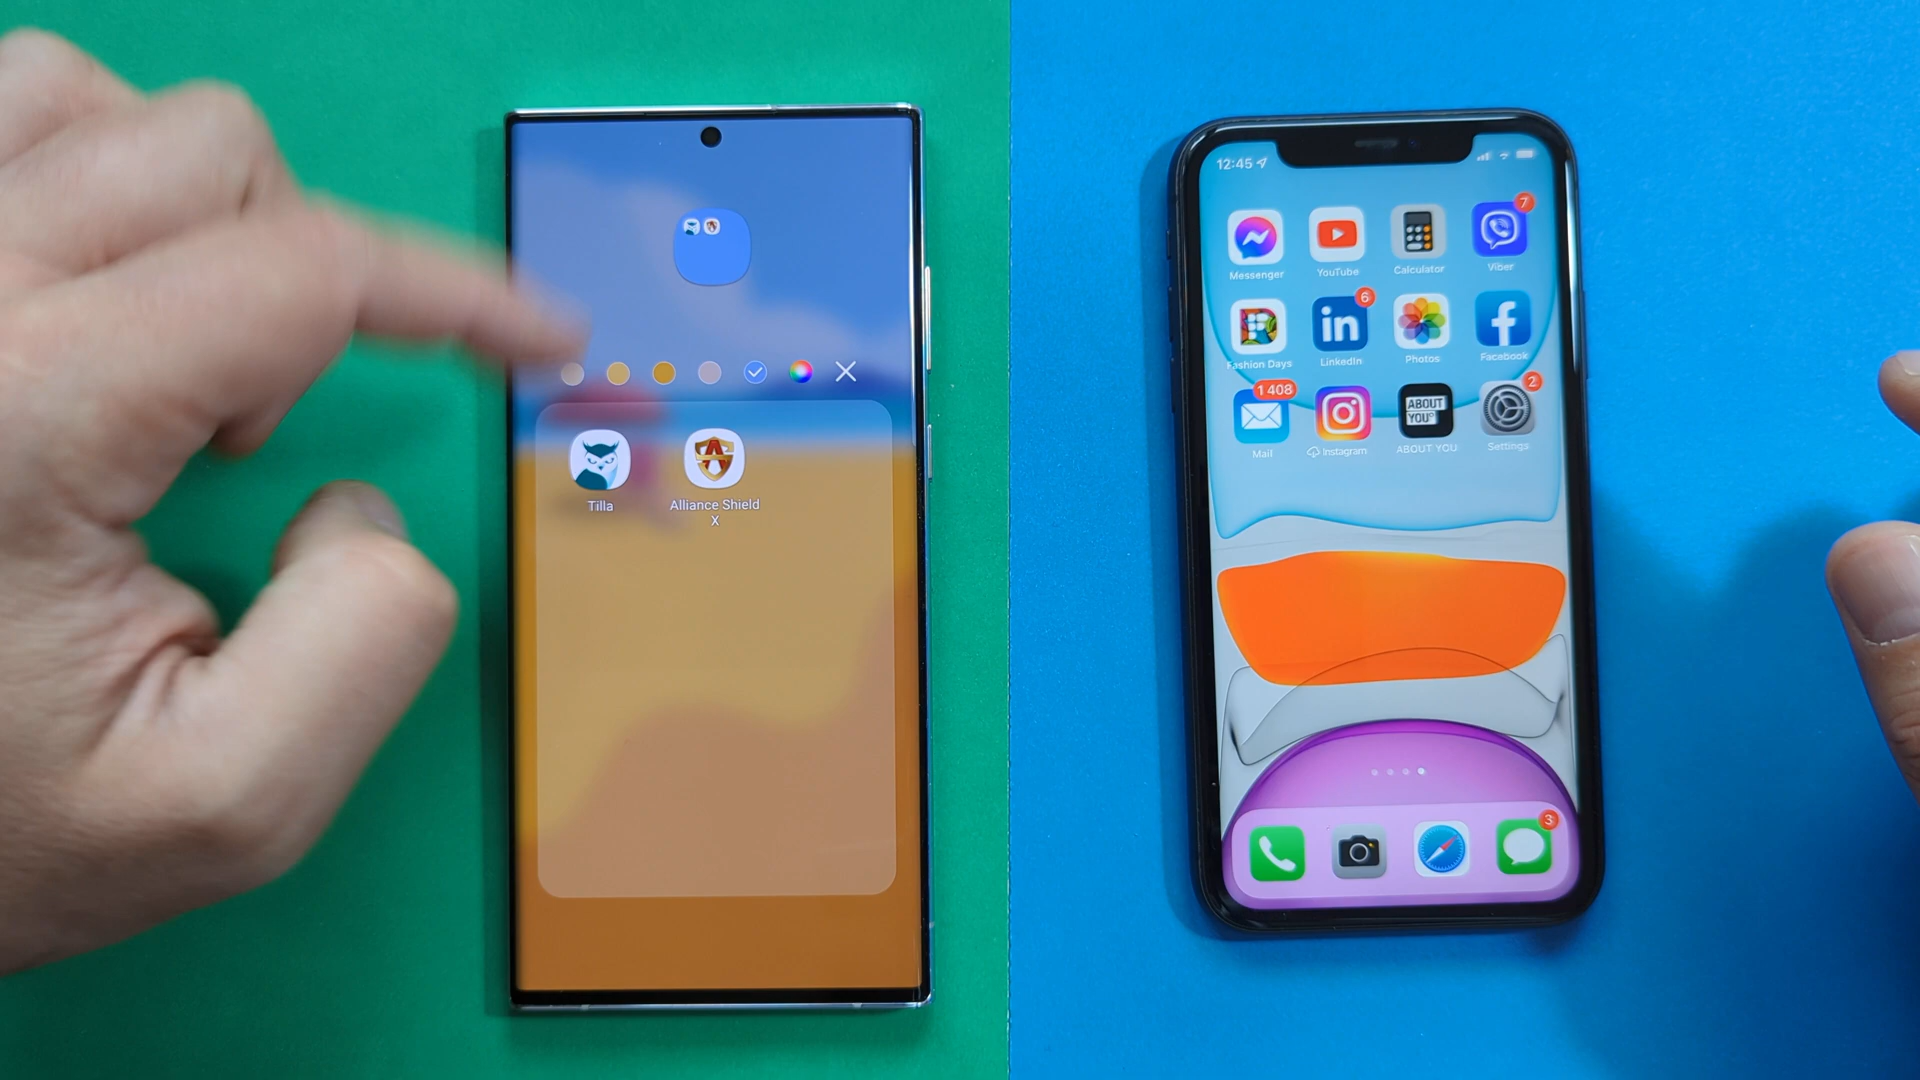 Tilla
Alliance Shield
X
12:45
7
Messenger
YouTube
Calculator
Viber
6
in
Fashion Days
LinkedIn
Photos
Facebook
1 408
ABOUT
YOU°
2
Mail
Instagram
ABOUT YOU
Settings
3